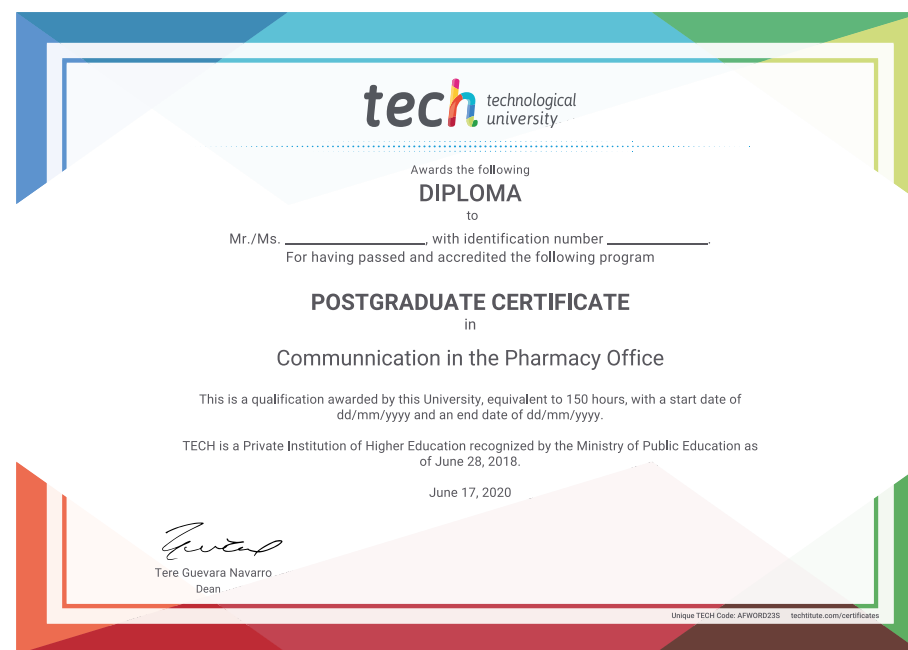 tech technological
university
Awards the following
DIPLOMA
to
Mr./Ms. ________________, with identification number ____________.
For having passed and accredited the following program
POSTGRADUATE CERTIFICATE
in
Communnication in the Pharmacy Office
This is a qualification awarded by this University, equivalent to 150 hours, with a start date of
dd/mm/yyyy and an end date of dd/mm/yyyy.
TECH is a Private Institution of Higher Education recognized by the Ministry of Public Education as
of June 28, 2018.
June 17, 2020
Tere Guevara Navarro
Dean
Unique TECH Code: AFWORD23S techtitute.com/certificates